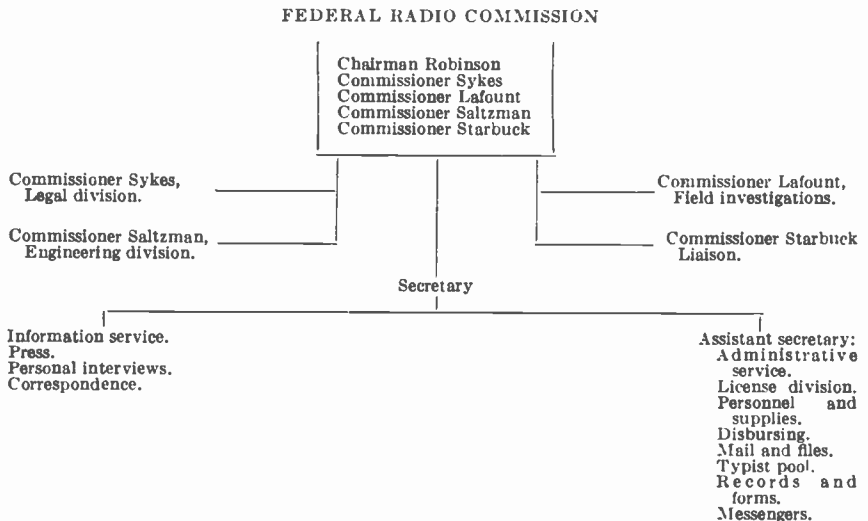 FEDERAL RADIO COMMISSION
Chairman Robinson
Commissioner Sykes
Commissioner Lafount
Commissioner Saltzman
Commissioner Starbuck
Commissioner Sykes,
Legal division.
Commissioner Lafount,
Field investigations.
Commissioner Saltzman,
Engineering division.
Commissioner Starbuck
Liaison.
Secretary
Information service.
Press.
Personal interviews.
Correspondence.
Assistant secretary:
Administrative
service.
License division.
Personnel and
supplies.
Disbursing.
Mail and files.
Typist pool.
Records and
forms.
Messengers.